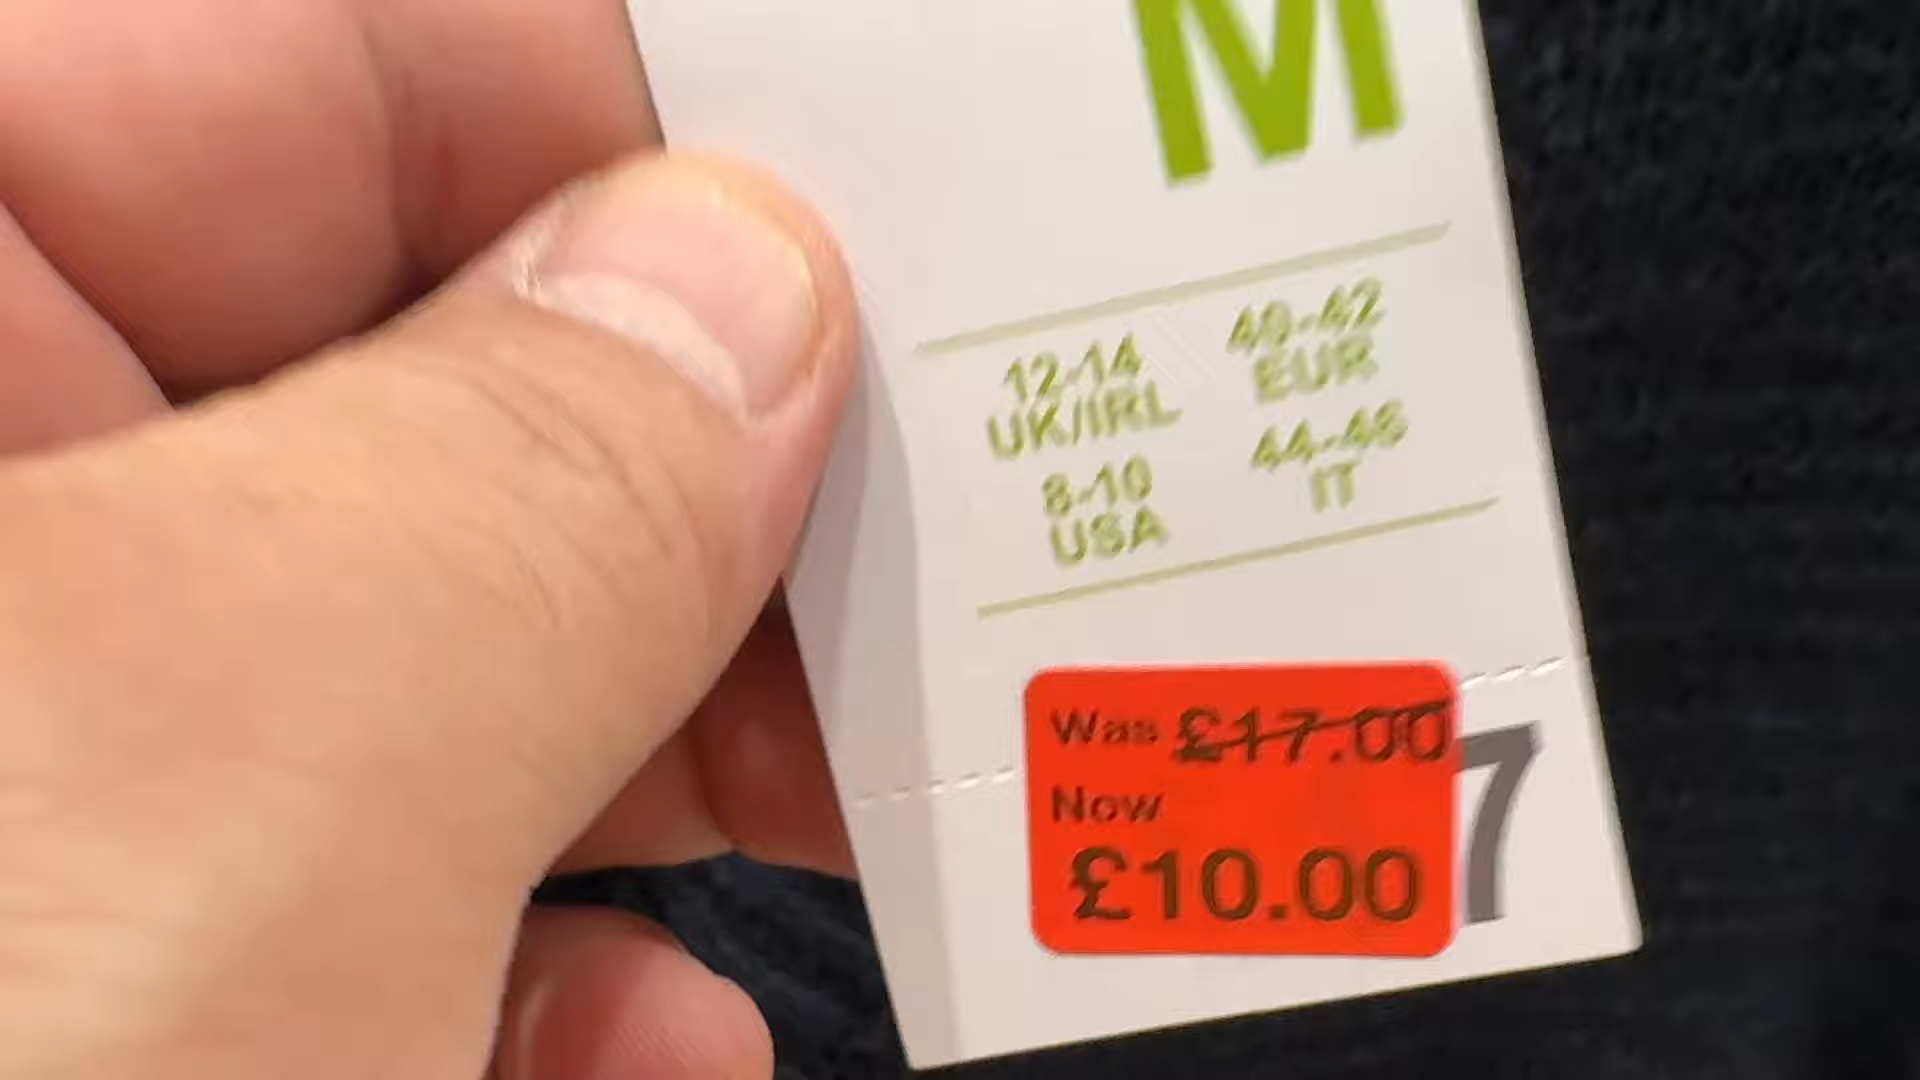 M
12-14
UK/IRL
40-42
EUR
8-10
USA
44-46
IT
Was £17.00
Now
£10.00
7